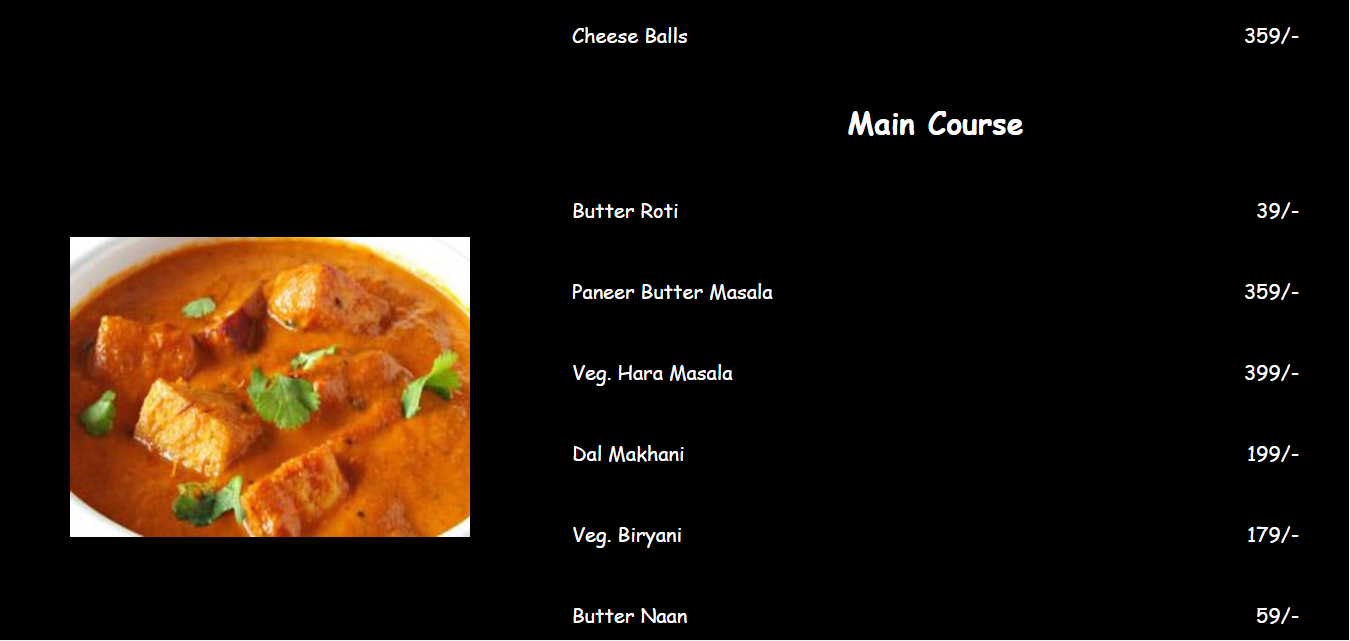 Cheese Balls 359/-
Main Course
Butter Roti 39/-
Paneer Butter Masala 359/-
Veg. Hara Masala 399/-
Dal Makhani 199/-
Veg. Biryani 179/-
Butter Naan 59/-